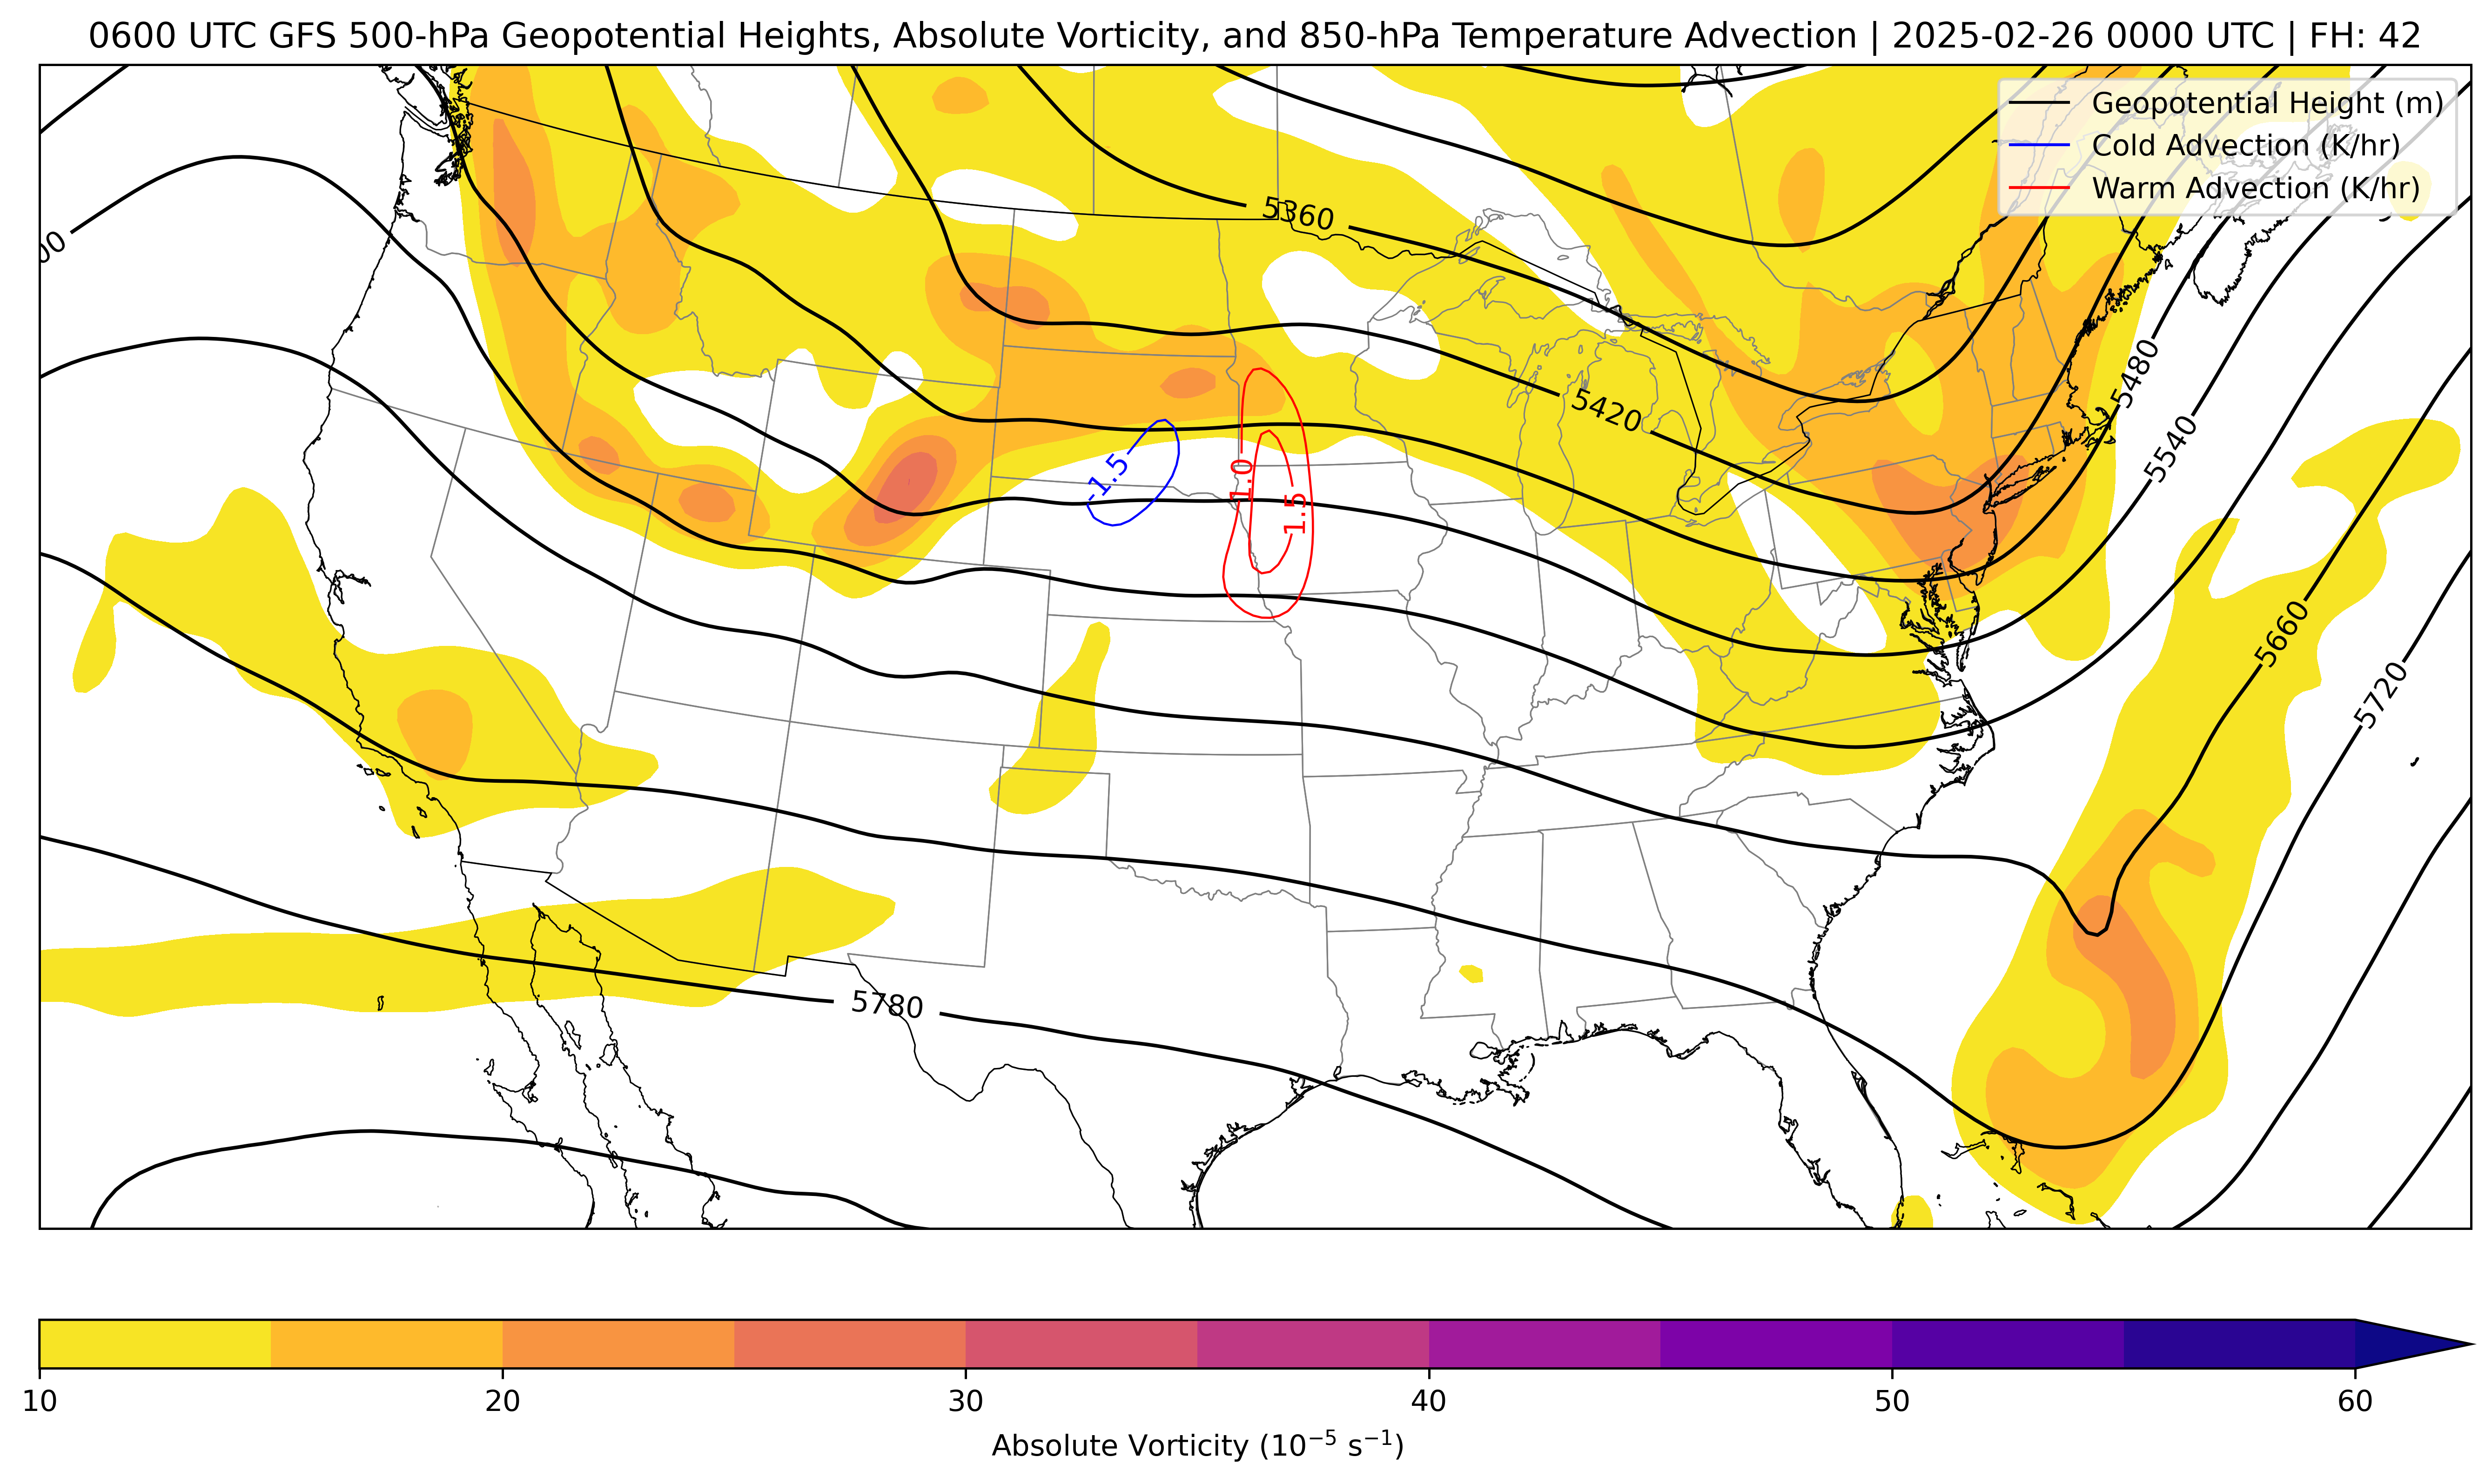 0600 UTC GFS 500-hPa Geopotential Heights, Absolute Vorticity, and 850-hPa Temperature Advection | 2025-02-26 0000 UTC | FH: 42
Geopotential Height (m)
Cold Advection (K/hr)
Warm Advection (K/hr)
5360
00
5480
5420
5540
-1.5
1.0
1.5
5660
5720
5780
10 20 30 40 50 60
Absolute Vorticity (10⁻⁵ s⁻¹)